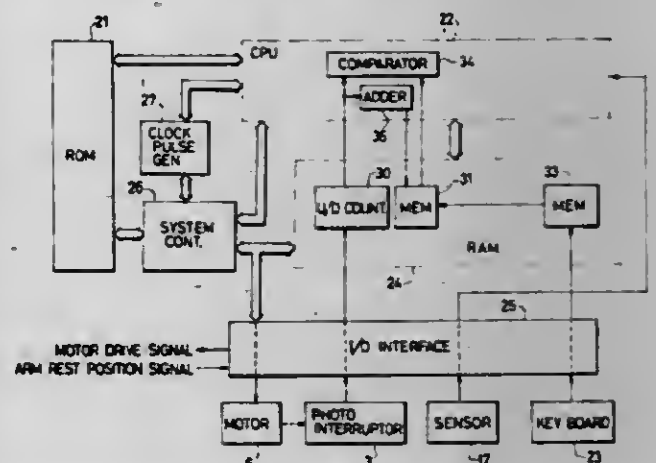 21
22
CPU
COMPARATOR
34
ADDER
36
27
CLOCK
PULSE
GEN
ROM
26
SYSTEM
CONT.
30
U/D COUNT.
MEM
31
33
MEM
RAM
24
25
I/O INTERFACE
MOTOR DRIVE SIGNAL
ARM REST POSITION SIGNAL
MOTOR
PHOTO
INTERRUPTOR
SENSOR
KEY BOARD
17
23